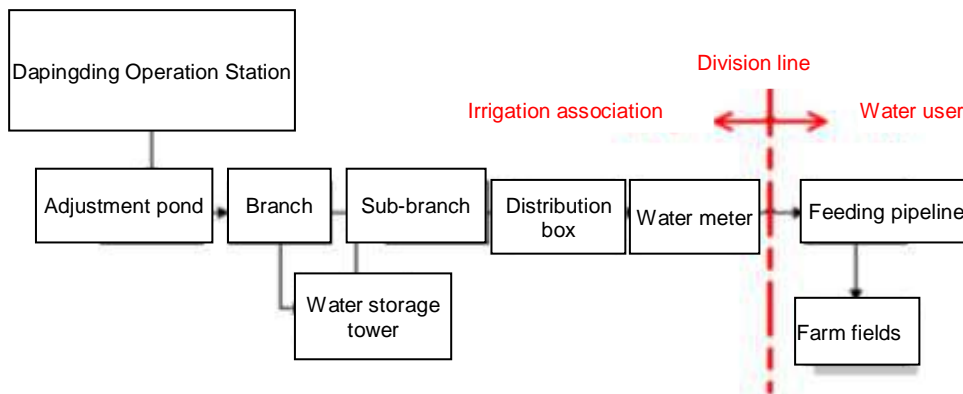 Dapingding Operation Station
Division line
Irrigation association
Water user
Adjustment pond
Branch
Sub-branch
Distribution
box
Water meter
Feeding pipeline
Water storage
tower
Farm fields